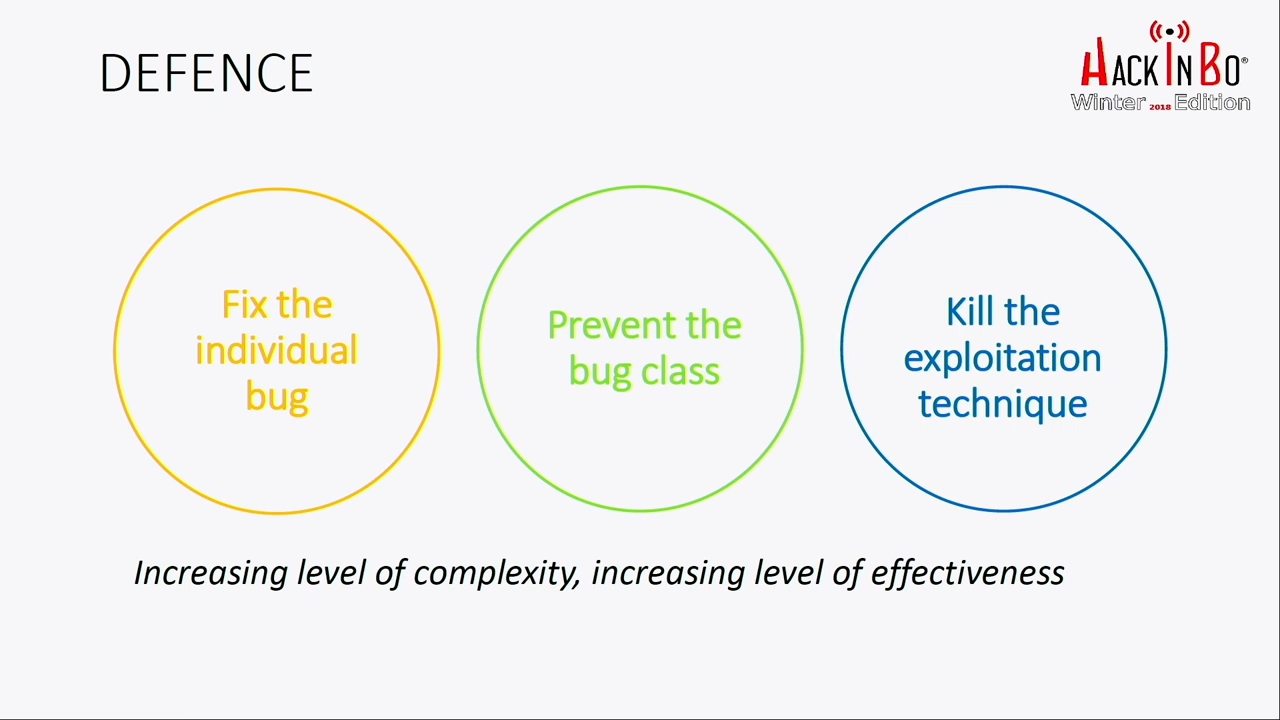 DEFENCE
HACKINBO®
Winter 2018 Edition
Fix the
individual
bug
Prevent the
bug class
Kill the
exploitation
technique
Increasing level of complexity, increasing level of effectiveness